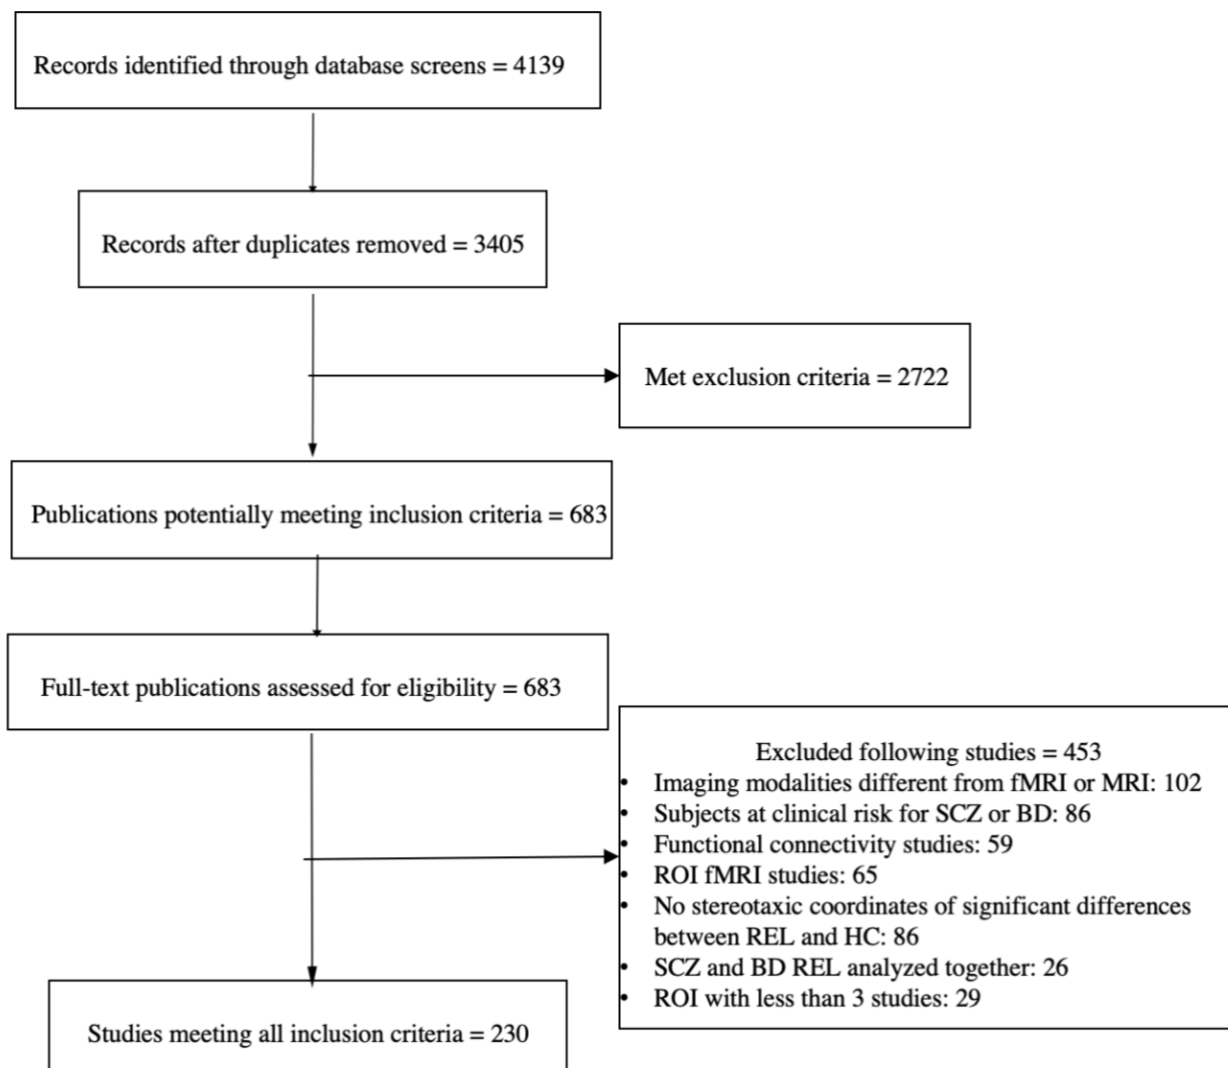 Records identified through database screens = 4139
Records after duplicates removed = 3405
Met exclusion criteria = 2722
Publications potentially meeting inclusion criteria = 683
Full-text publications assessed for eligibility = 683
Excluded following studies = 453
• Imaging modalities different from fMRI or MRI: 102
• Subjects at clinical risk for SCZ or BD: 86
• Functional connectivity studies: 59
• ROI fMRI studies: 65
• No stereotaxic coordinates of significant differences
between REL and HC: 86
• SCZ and BD REL analyzed together: 26
• ROI with less than 3 studies: 29
Studies meeting all inclusion criteria = 230